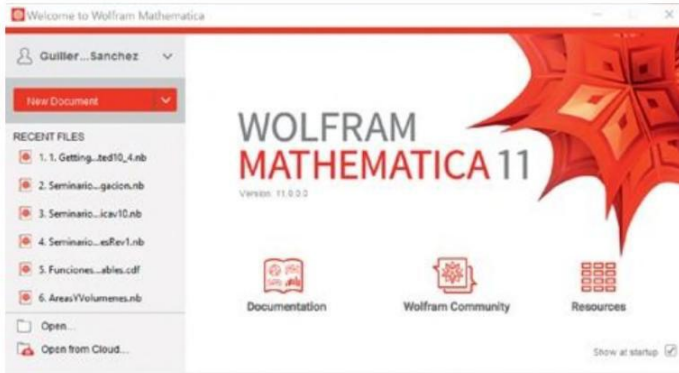 Welcome to Wolfram Mathematica
Guiller...Sanchez
New Document
RECENT FILES
1. 1. Getting...ted10_4.nb
2. Seminario...gacion.nb
3. Seminario...icav10.nb
4. Seminario...esRev1.nb
5. Funciones...ables.cdf
6. AreasYVolumenes.nb
Open...
Open from Cloud...
WOLFRAM
MATHEMATICA 11
Version: 11.0.0.0
Documentation
Wolfram Community
Resources
Show at startup